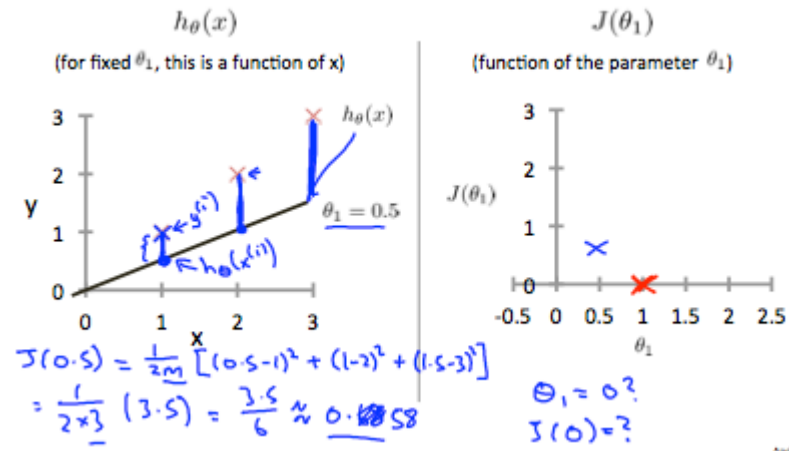 hθ(x)
(for fixed θ₁, this is a function of x)
3
2
1
0
y
0 1 2 3
x
hθ(x)
θ₁ = 0.5
y⁽ⁱ⁾
hθ(x⁽ⁱ⁾)
J(0.5) = 1/2m [(0.5-1)² + (1-2)² + (1.5-3)²]
= 1/2×3 (3.5) = 3.5/6 ≈ 0.58
J(θ₁)
(function of the parameter θ₁)
3
2
1
0
J(θ₁)
-0.5 0 0.5 1 1.5 2 2.5
θ₁
θ₁ = 0?
J(0) = ?